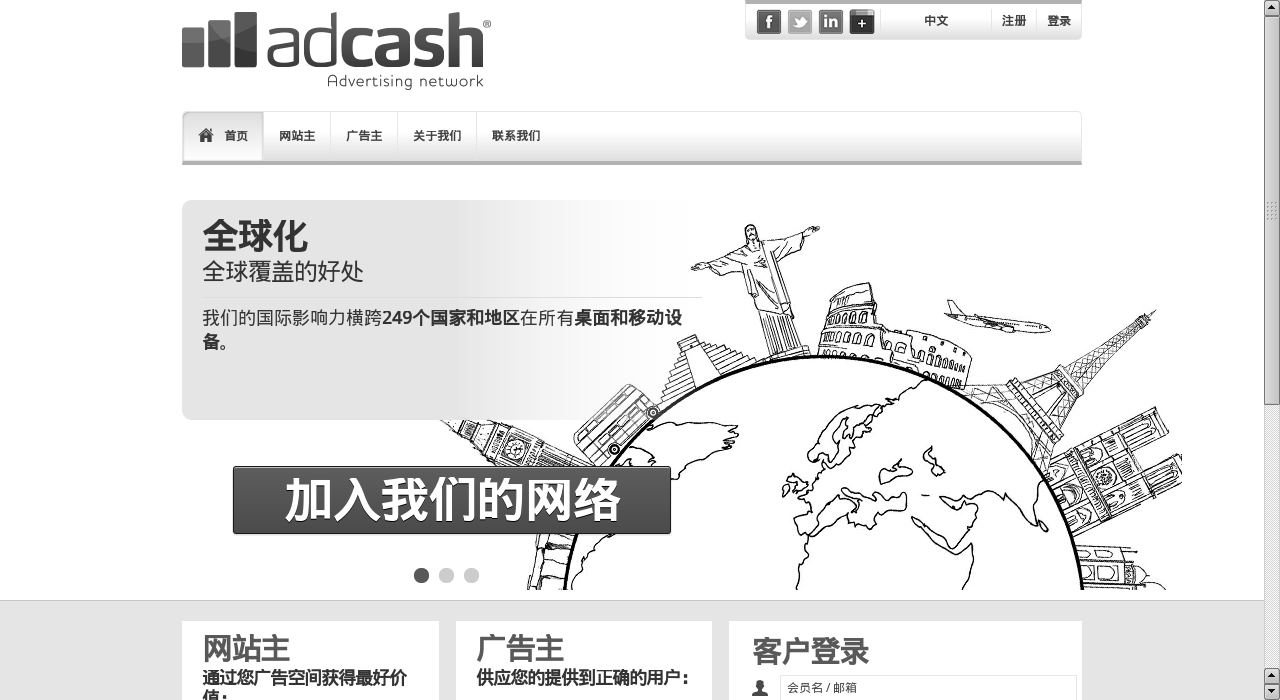 adcash®
Advertising network
f in + 中文 注册 登录
首页 网站主 广告主 关于我们 联系我们
全球化
全球覆盖的好处
我们的国际影响力横跨249个国家和地区在所有桌面和移动设
备。
加入我们的网络
网站主
通过您广告空间获得最好价
值：
广告主
供应您的提供到正确的用户：
客户登录
会员名 / 邮箱